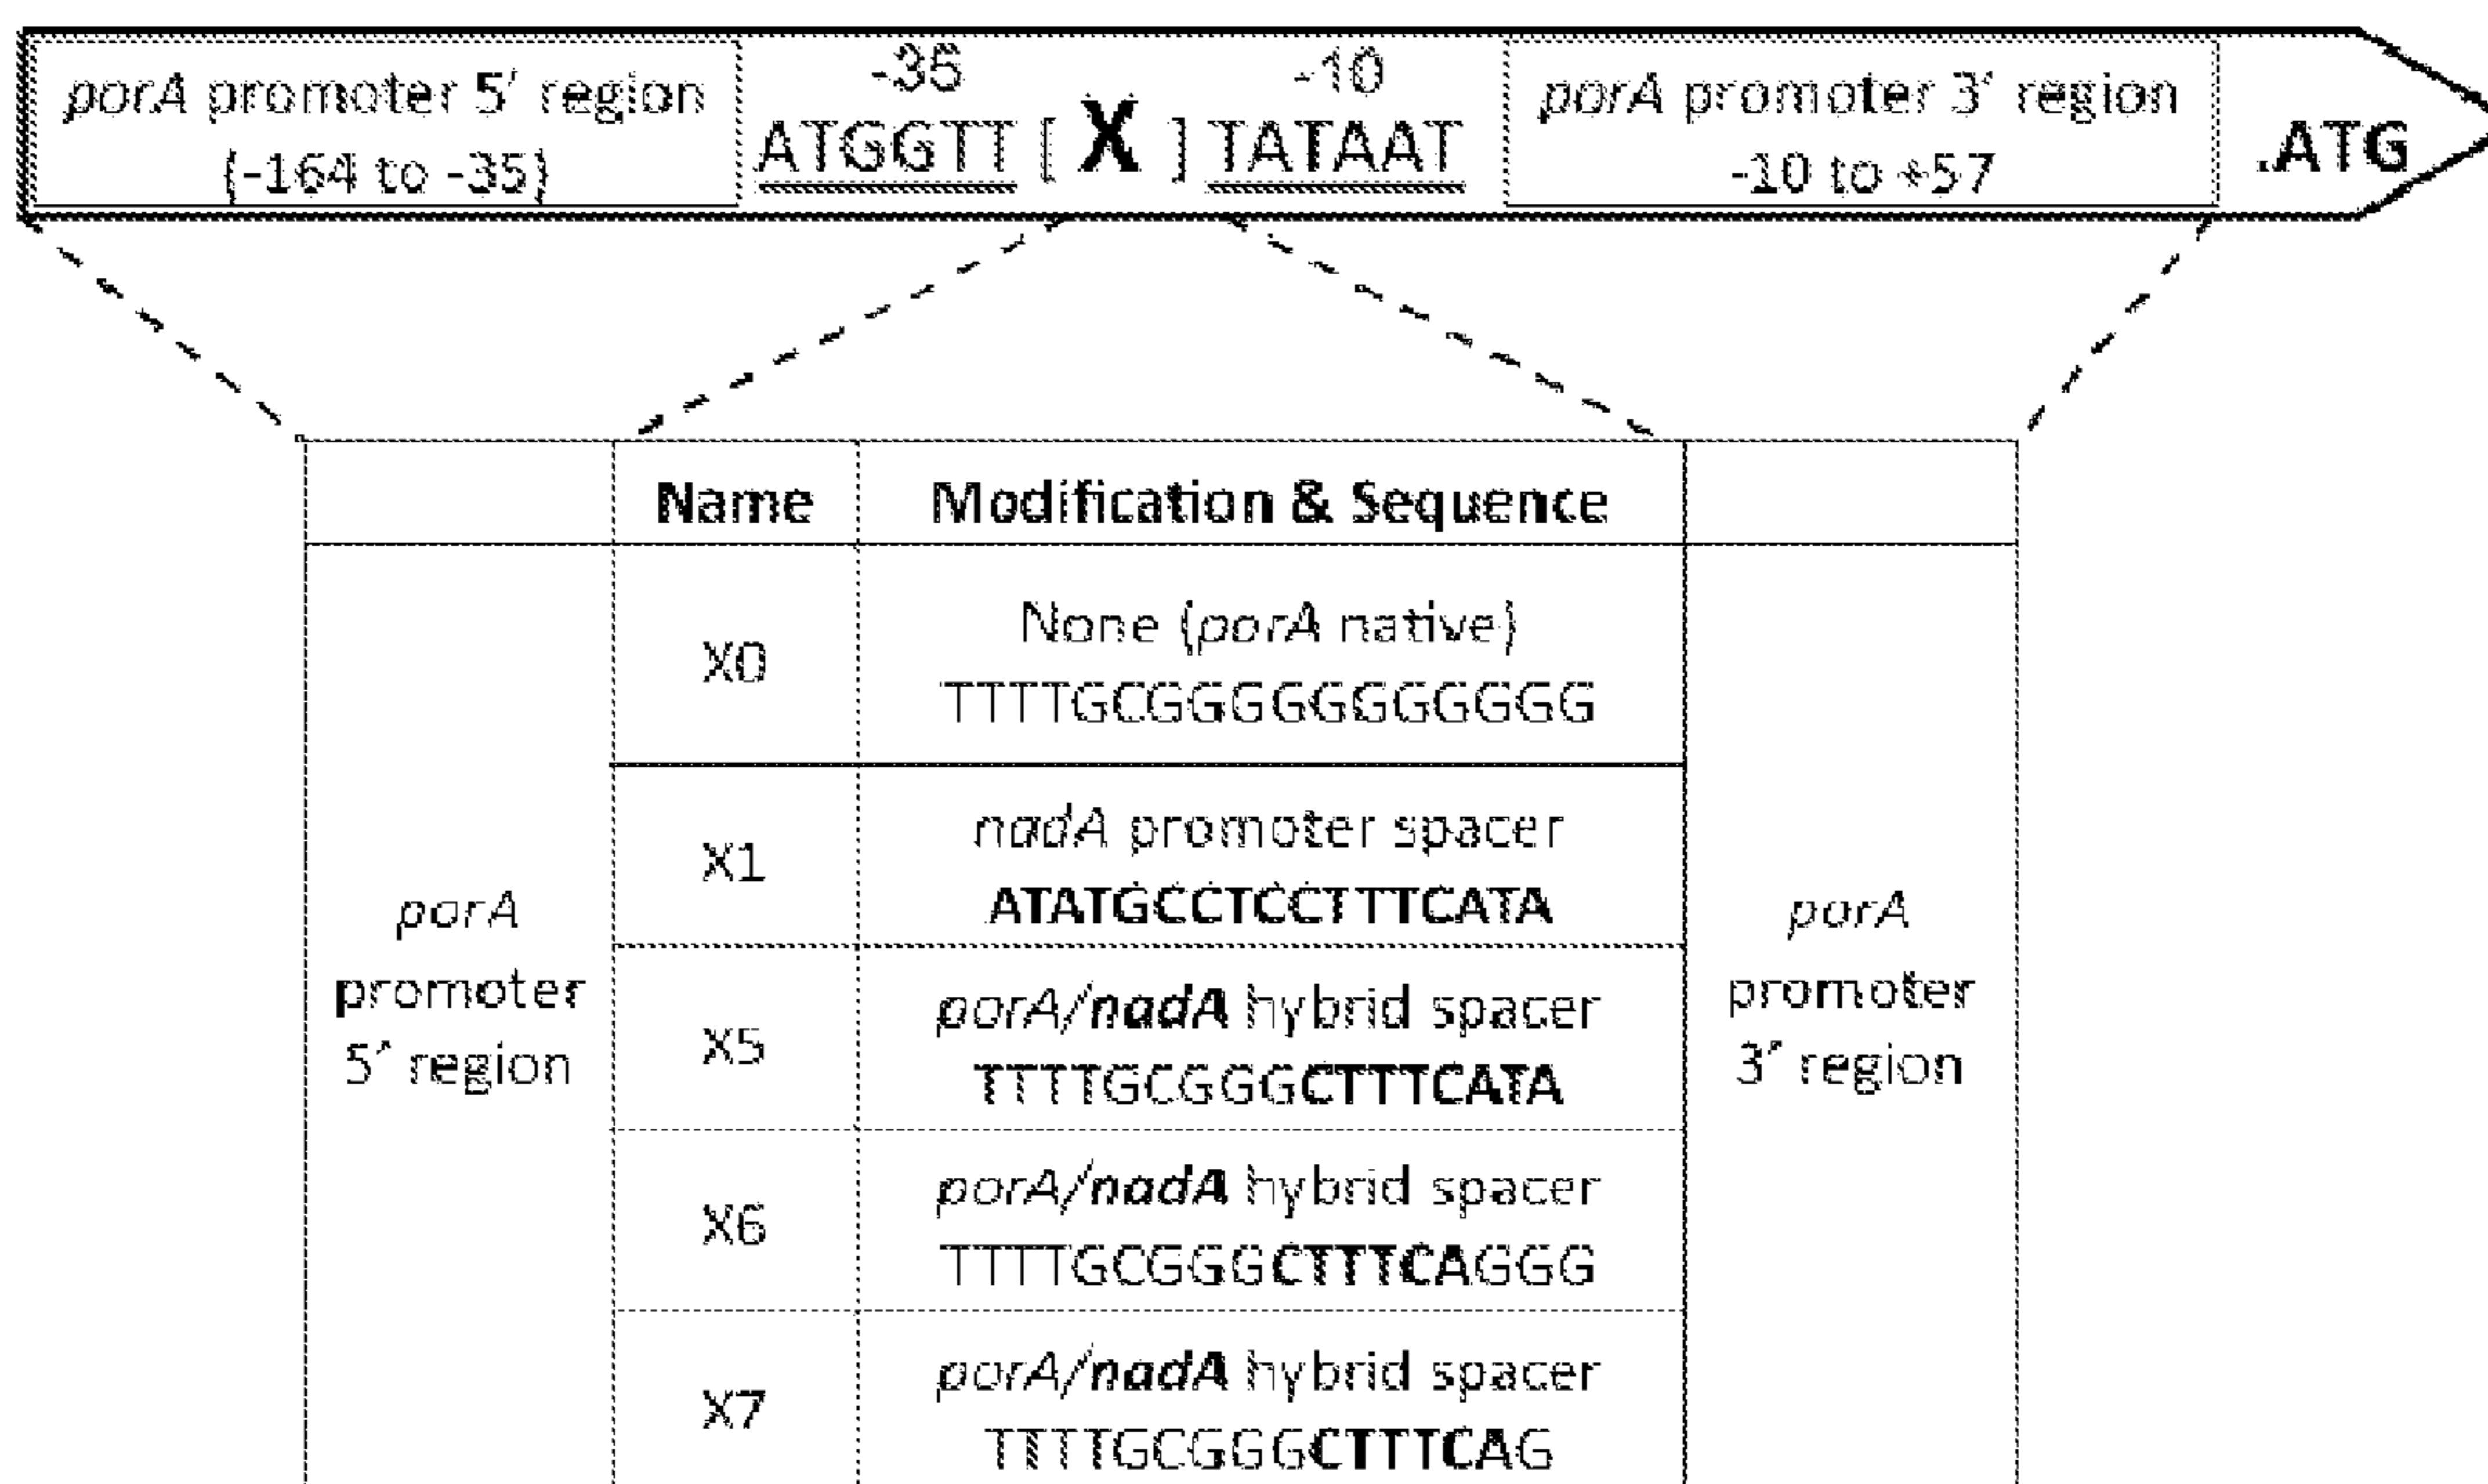 porA promoter 5′ region
(-164 to -35)
-35
-10
ATGGTT [ X ] TATAAT
porA promoter 3′ region
-10 to +57
.ATG
Name
Modification & Sequence
porA
promoter
5′ region
X0
None (porA native)
TTTTGCGGGGGGGGGGG
X1
nadA promoter spacer
ATATGCCTCCTTTCATA
X5
porA/nadA hybrid spacer
TTTTGCGGGCTTTCATA
X6
porA/nadA hybrid spacer
TTTTGCGGGCTTTCAGGG
X7
porA/nadA hybrid spacer
TTTTGCGGGCTTTCAG
porA
promoter
3′ region